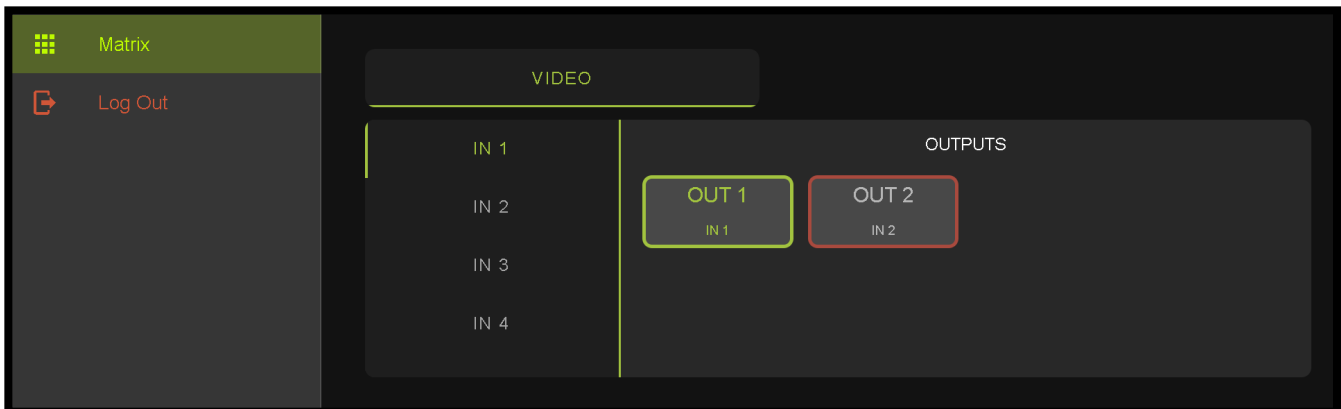 Matrix
Log Out
VIDEO
IN 1
IN 2
IN 3
IN 4
OUTPUTS
OUT 1
IN 1
OUT 2
IN 2